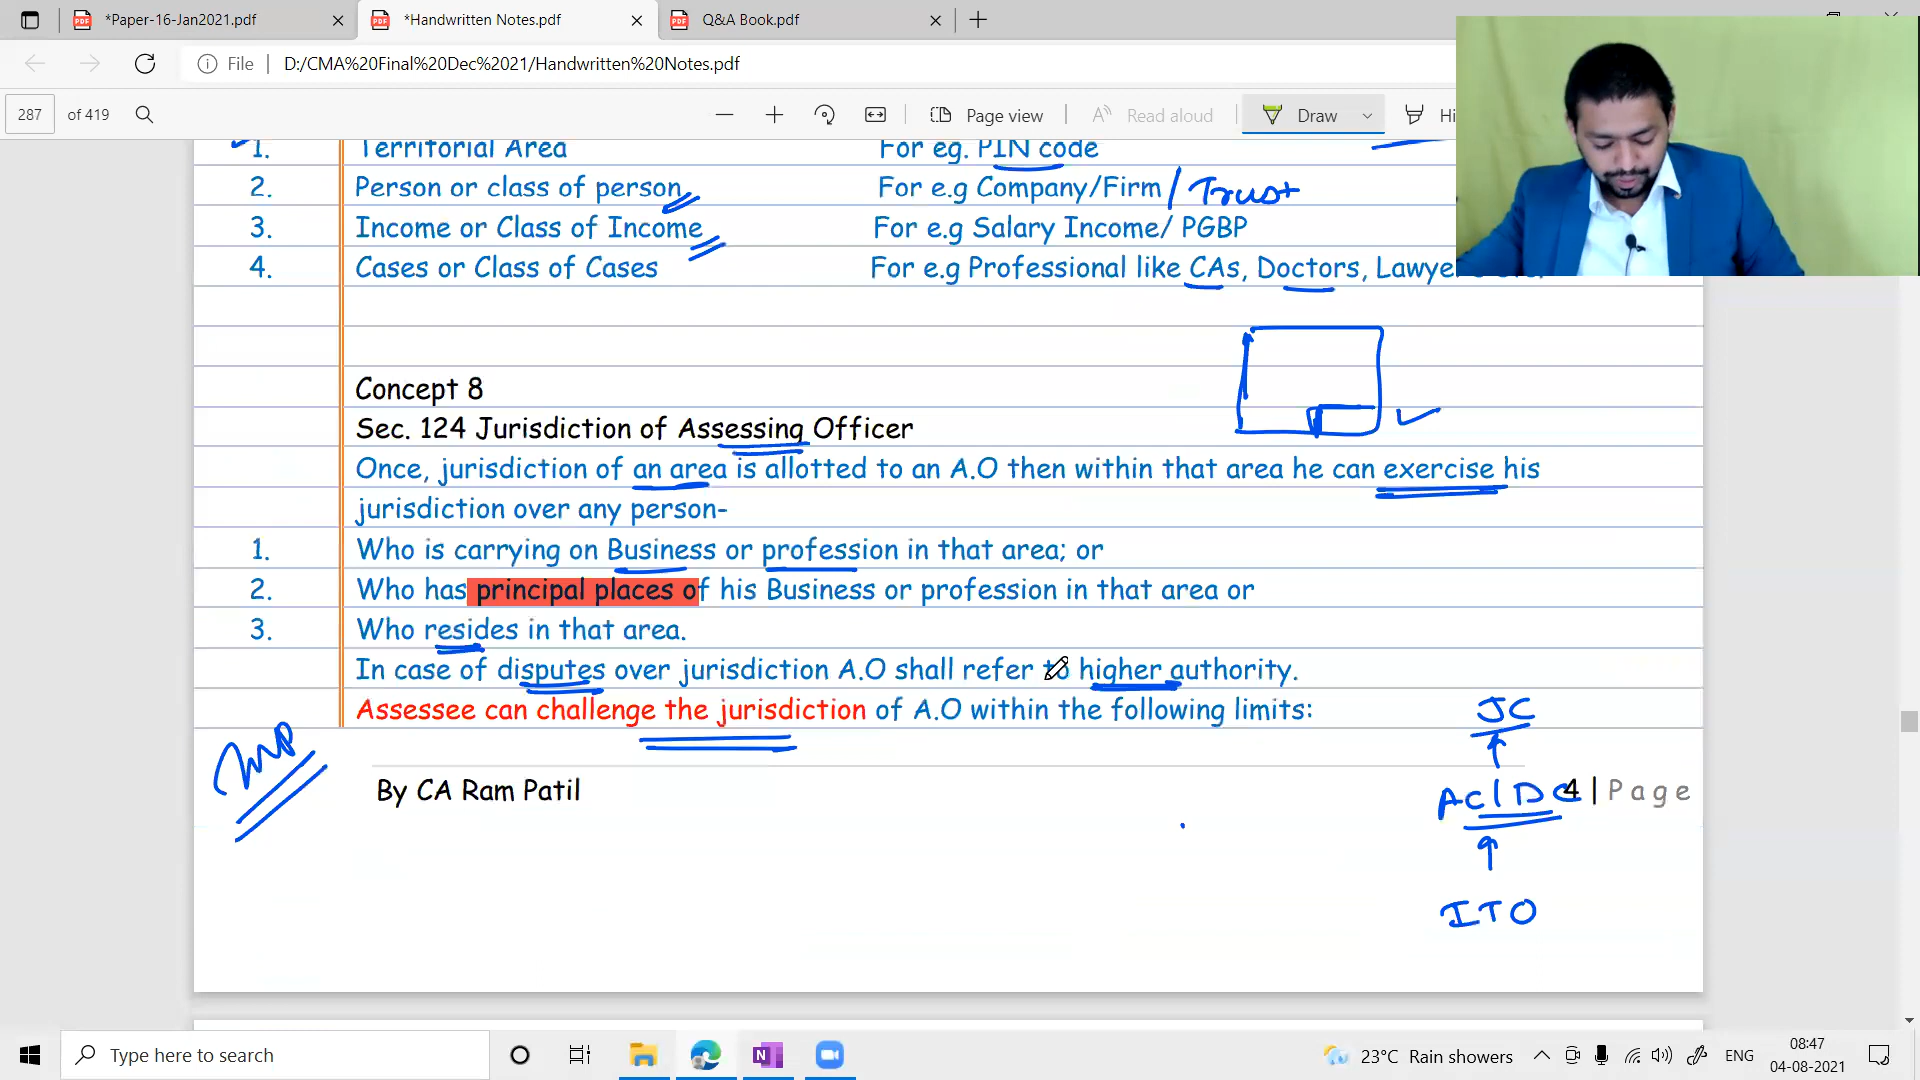 *Paper-16-Jan2021.pdf
*Handwritten Notes.pdf
Q&A Book.pdf
File
D:/CMA%20Final%20Dec%2021/Handwritten%20Notes.pdf
287 of 419
Page view
Read aloud
Draw
1. Territorial Area For eg. PIN code
2. Person or class of person For e.g Company/Firm / Trust
3. Income or Class of Income For e.g Salary Income/ PGBP
4. Cases or Class of Cases For e.g Professional like CAs, Doctors,
Concept 8
Sec. 124 Jurisdiction of Assessing Officer
Once, jurisdiction of an area is allotted to an A.O then within that area he can exercise his
jurisdiction over any person-
1. Who is carrying on Business or profession in that area; or
2. Who has principal places of his Business or profession in that area or
3. Who resides in that area.
In case of disputes over jurisdiction A.O shall refer to higher authority.
Assessee can challenge the jurisdiction of A.O within the following limits:
JC
AC/DC
ITO
By CA Ram Patil
4 | Page
Type here to search
23°C Rain showers
ENG
08:47
04-08-2021